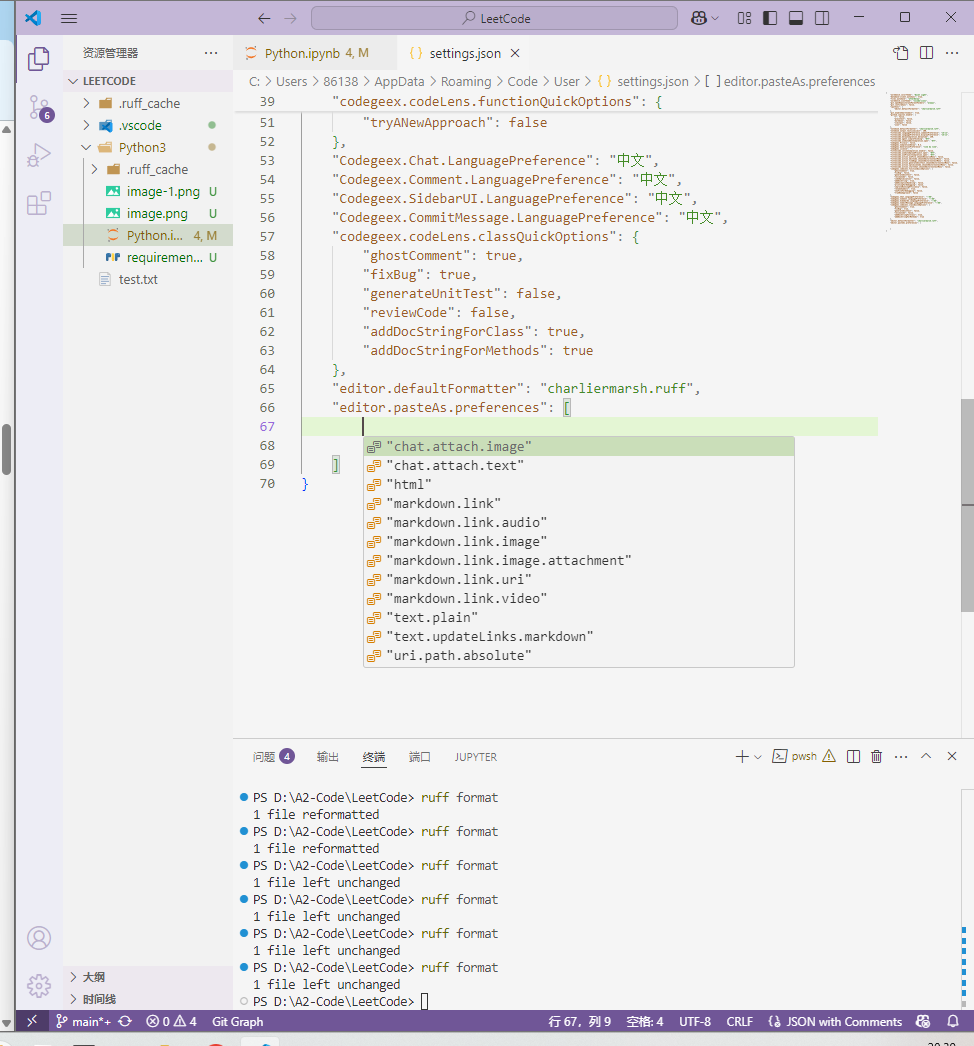 LeetCode
资源管理器 ···
Python.ipynb 4, M
settings.json
LEETCODE
C: > Users > 86138 > AppData > Roaming > Code > User > {} settings.json > [ ] editor.pasteAs.preferences
.ruff_cache
.vscode
Python3
.ruff_cache
image-1.png U
image.png U
Python.i... 4, M
requiremen... U
test.txt
6
39 "codegeex.codeLens.functionQuickOptions": {
51 "tryANewApproach": false
52 },
53 "Codegeex.Chat.LanguagePreference": "中文",
54 "Codegeex.Comment.LanguagePreference": "中文",
55 "Codegeex.SidebarUI.LanguagePreference": "中文",
56 "Codegeex.CommitMessage.LanguagePreference": "中文",
57 "codegeex.codeLens.classQuickOptions": {
58 "ghostComment": true,
59 "fixBug": true,
60 "generateUnitTest": false,
61 "reviewCode": false,
62 "addDocStringForClass": true,
63 "addDocStringForMethods": true
64 },
65 "editor.defaultFormatter": "charliermarsh.ruff",
66 "editor.pasteAs.preferences": [
67
68
69 ]
70 }
"chat.attach.image"
"chat.attach.text"
"html"
"markdown.link"
"markdown.link.audio"
"markdown.link.image"
"markdown.link.image.attachment"
"markdown.link.uri"
"markdown.link.video"
"text.plain"
"text.updateLinks.markdown"
"uri.path.absolute"
问题 4 输出 终端 端口 JUPYTER
pwsh
PS D:\A2-Code\LeetCode> ruff format
1 file reformatted
PS D:\A2-Code\LeetCode> ruff format
1 file reformatted
PS D:\A2-Code\LeetCode> ruff format
1 file left unchanged
PS D:\A2-Code\LeetCode> ruff format
1 file left unchanged
PS D:\A2-Code\LeetCode> ruff format
1 file left unchanged
PS D:\A2-Code\LeetCode> ruff format
1 file left unchanged
PS D:\A2-Code\LeetCode>
大纲
时间线
main*+ 0 4 Git Graph 行 67，列 9 空格: 4 UTF-8 CRLF {} JSON with Comments